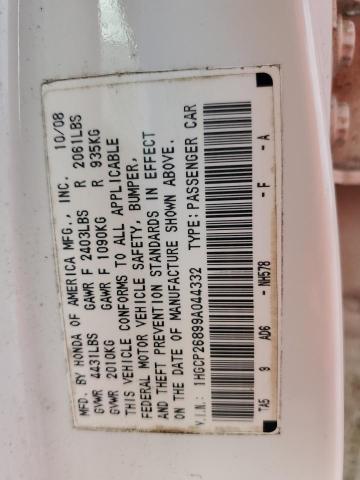 MFD. BY HONDA OF AMERICA MFG., INC. 10/08
GVWR 4431LBS GAWR F 2403LBS R 2061LBS
GVWR 2010KG GAWR F 1090KG R 935KG
THIS VEHICLE CONFORMS TO ALL APPLICABLE
FEDERAL MOTOR VEHICLE SAFETY, BUMPER,
AND THEFT PREVENTION STANDARDS IN EFFECT
ON THE DATE OF MANUFACTURE SHOWN ABOVE.
V.I.N.: 1HGCP26899A044332 TYPE:PASSENGER CAR
TA5 9 AD6 -NH578 -F -A